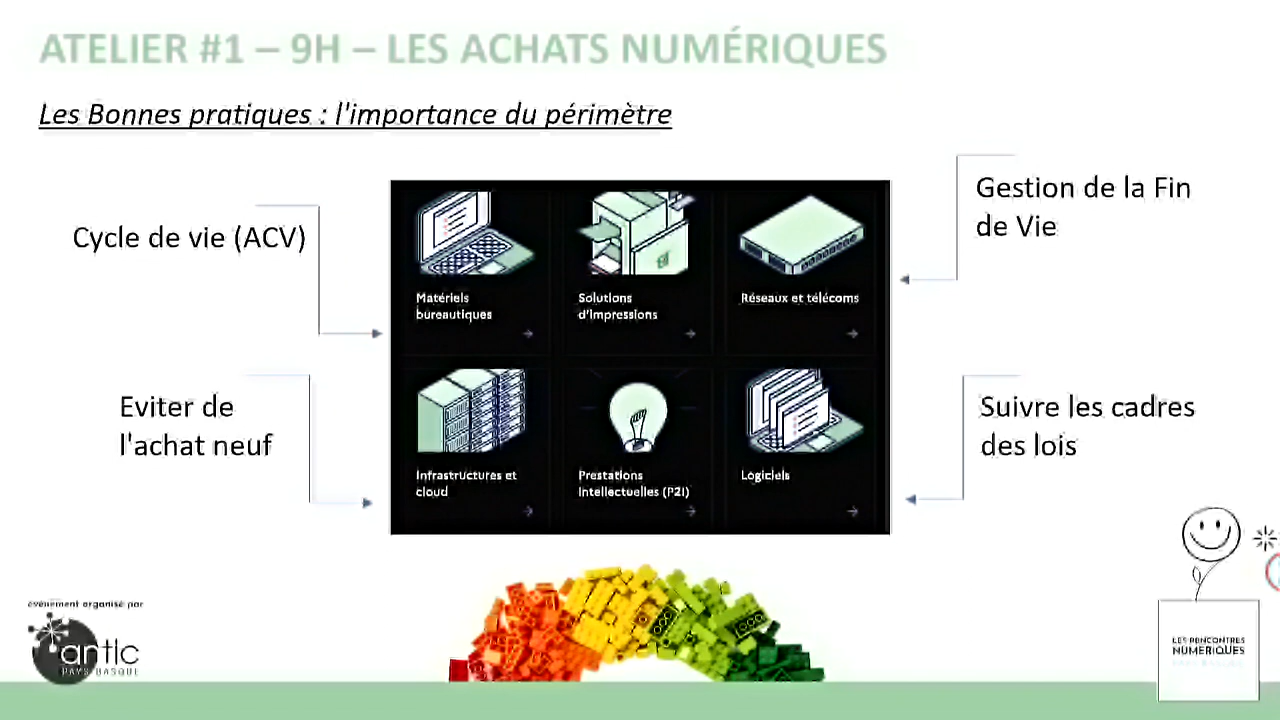 ATELIER #1 – 9H – LES ACHATS NUMÉRIQUES
Les Bonnes pratiques : l'importance du périmètre
Cycle de vie (ACV)
Gestion de la Fin
de Vie
Matériels
bureautiques
Solutions
d'impressions
Réseaux et télécoms
Eviter de
l'achat neuf
Suivre les cadres
des lois
Infrastructures et
cloud
Prestations
Intellectuelles (P2I)
Logiciels
évènement organisé par
antic
PAYS BASQUE
LES RENCONTRES
NUMÉRIQUES